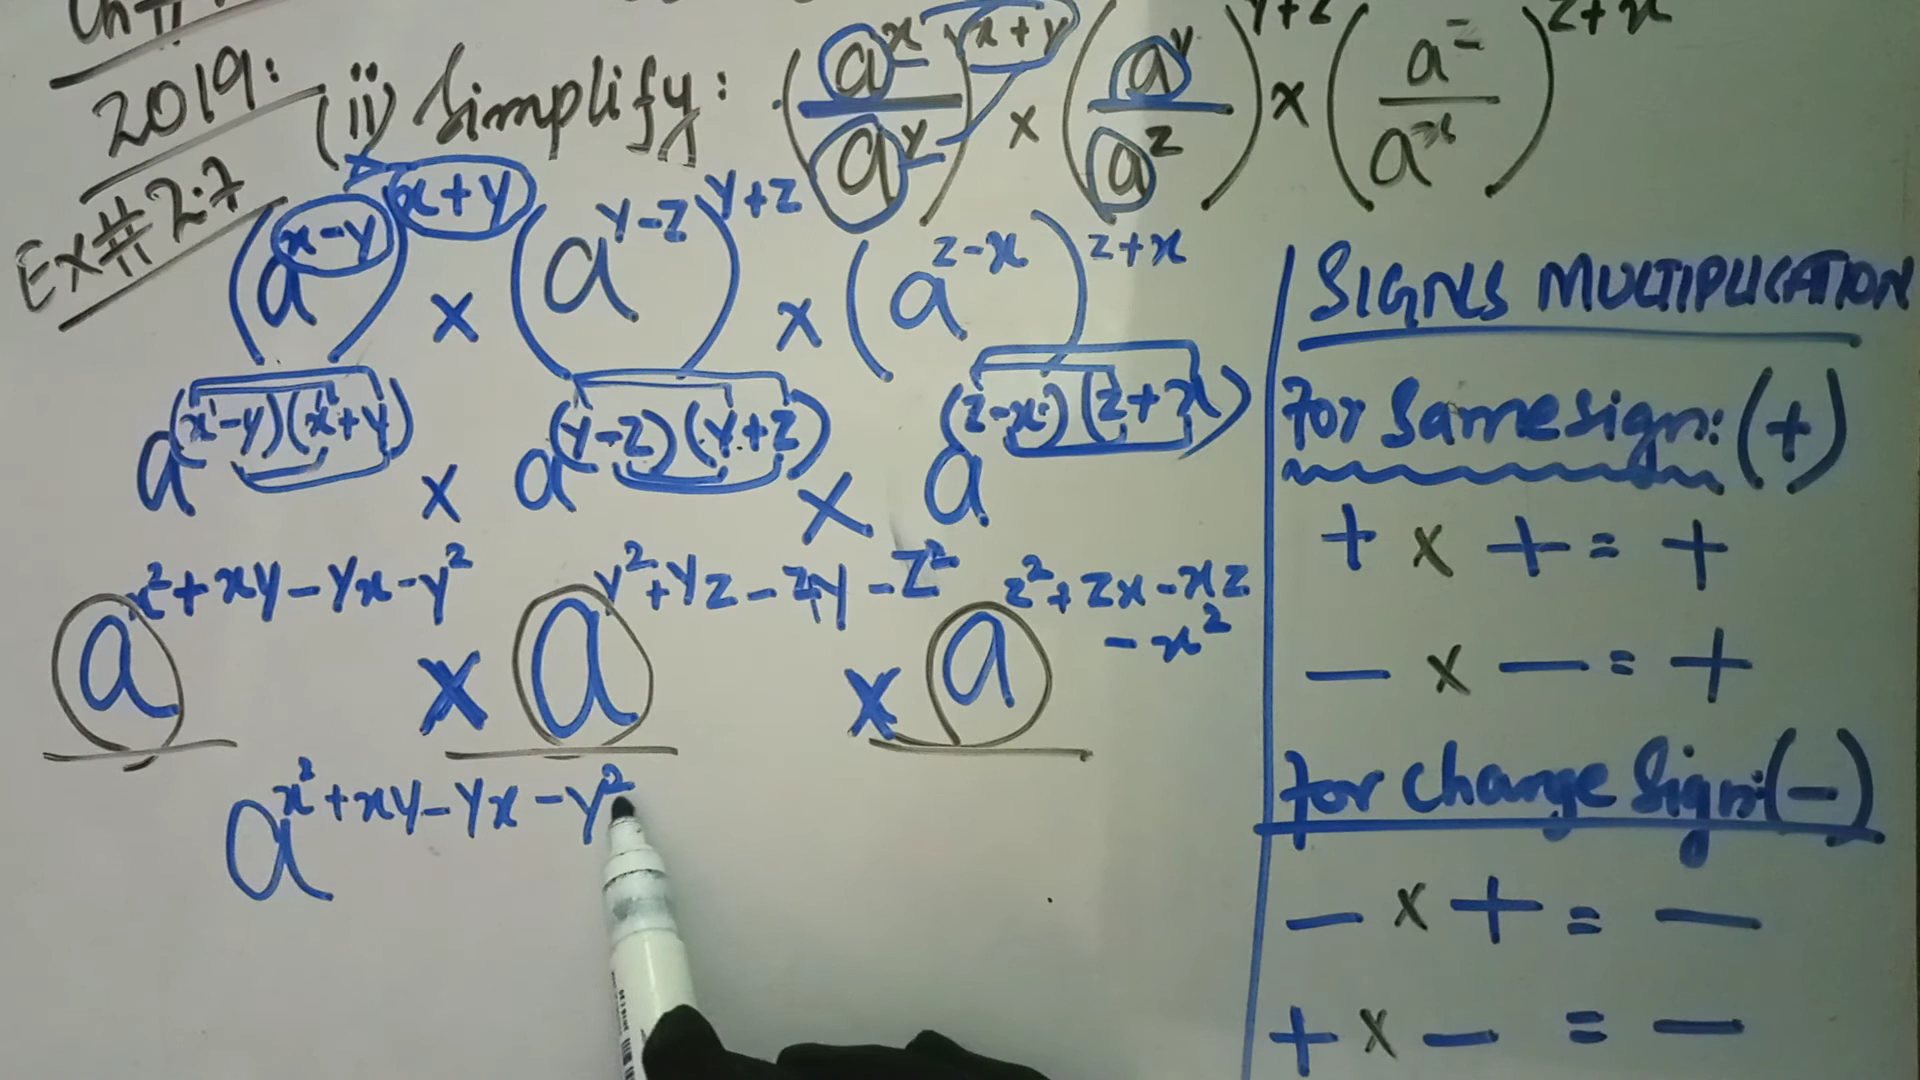 2019:
Ex#2.7
(ii) Simplify: (a^x/a^y)^x+y × (a^y/a^z)^y+z × (a^z/a^x)^z+x
(a^x-y)^x+y × (a^y-z)^y+z × (a^z-x)^z+x
a^(x-y)(x+y) × a^(y-z)(y+z) × a^(z-x)(z+x)
a^x²+xy-yx-y² × a^y²+yz-zy-z² × a^z²+zx-xz-x²
a^x²+xy-yx-y²
SIGNS MULTIPLICATION
For Same sign: (+)
+ x + = +
- x - = +
For Change Sign: (-)
- x + = -
+ x - = -